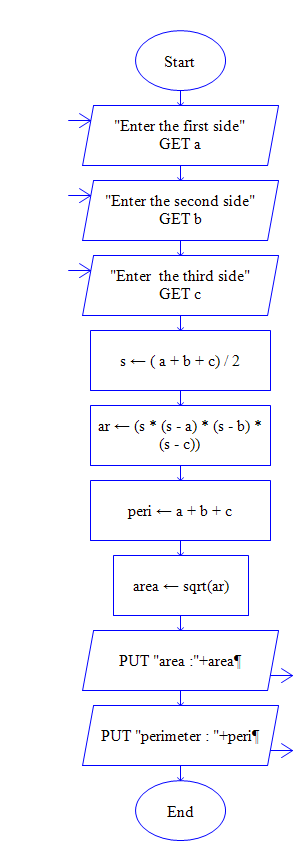 Start
"Enter the first side"
GET a
"Enter the second side"
GET b
"Enter  the third side"
GET c
s ← ( a + b + c) / 2
ar ← (s * (s - a) * (s - b) *
(s - c))
peri ← a + b + c
area ← sqrt(ar)
PUT "area :"+area¶
PUT "perimeter : "+peri¶
End